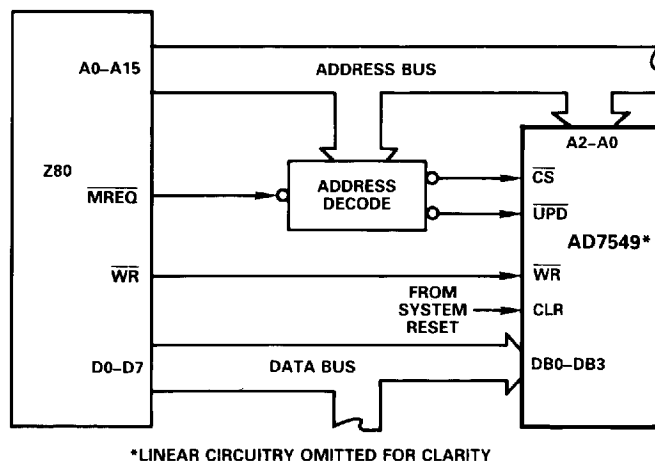 A0–A15
ADDRESS BUS
A2–A0
Z80
MREQ
ADDRESS
DECODE
CS
UPD
AD7549*
WR
WR
FROM
SYSTEM
RESET
CLR
D0–D7
DATA BUS
DB0–DB3
*LINEAR CIRCUITRY OMITTED FOR CLARITY